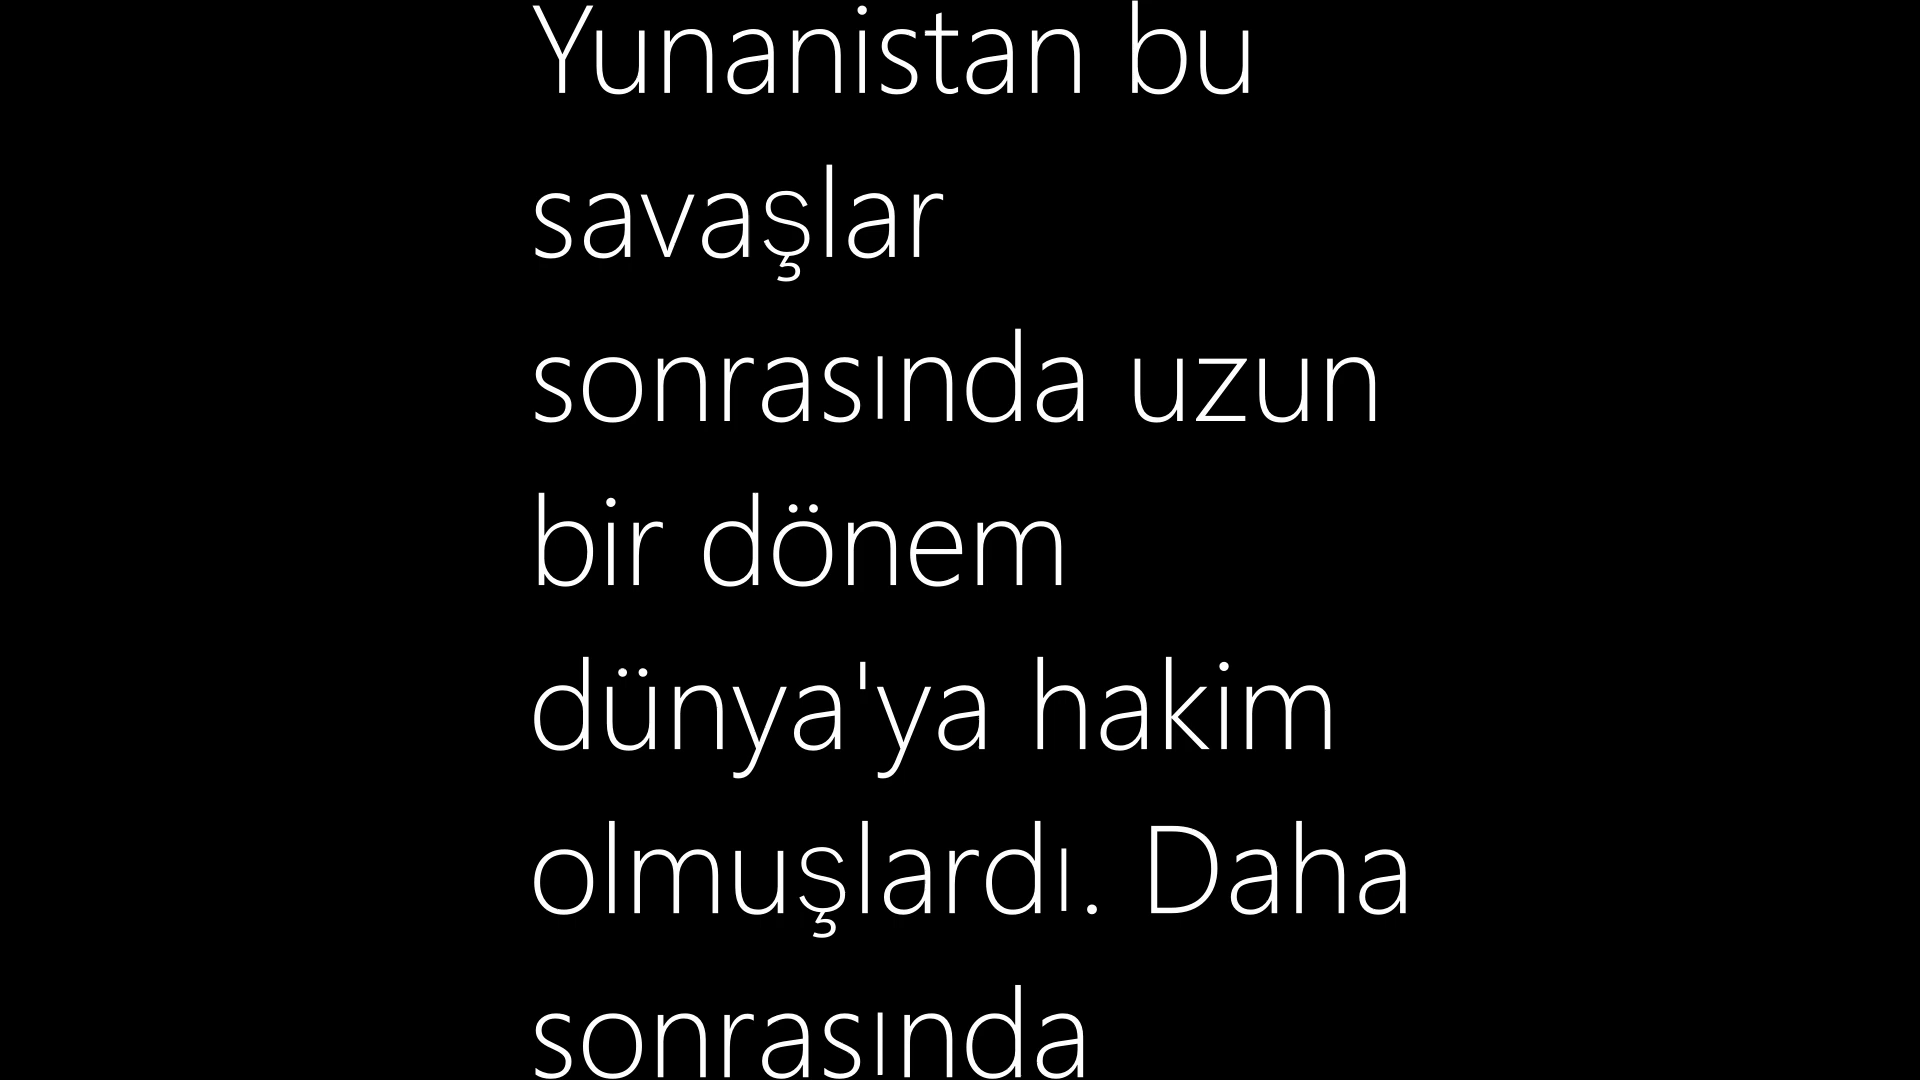 Yunanistan bu
savaşlar
sonrasında uzun
bir dönem
dünya'ya hakim
olmuşlardı. Daha
sonrasında